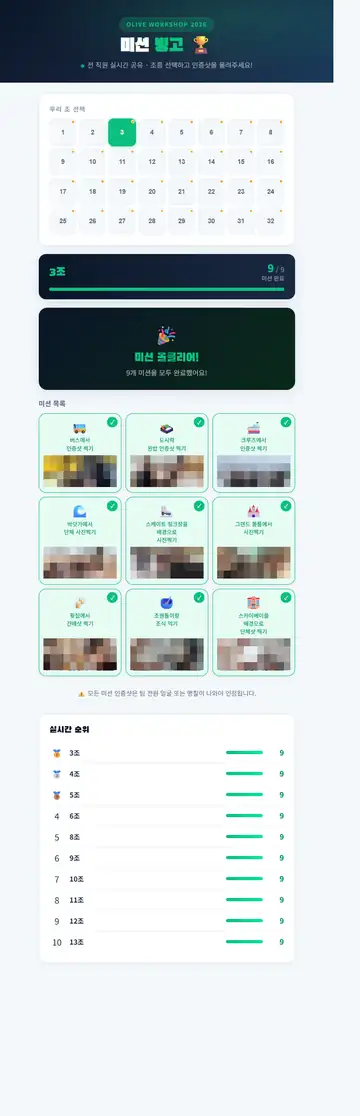 OLIVE WORKSHOP 2026
미션 빙고
전 직원 실시간 공유 · 조를 선택하고 인증샷을 올려주세요!
우리 조 선택
1 2 3 4 5 6 7 8
9 10 11 12 13 14 15 16
17 18 19 20 21 22 23 24
25 26 27 28 29 30 31 32
3조
9 / 9
미션 완료
미션 올클리어!
9개 미션을 모두 완료했어요!
미션 목록
버스에서
인증샷 찍기
도시락
완밥 인증샷 찍기
크루즈에서
인증샷 찍기
바닷가에서
단체 사진찍기
스케이트 링크장을
배경으로
사진찍기
그랜드 볼룸에서
사진찍기
횟집에서
건배샷 찍기
조원들이랑
조식 먹기
스카이베이를
배경으로
단체샷 찍기
모든 미션 인증샷은 팀 전원 얼굴 또는 명찰이 나와야 인정됩니다.
실시간 순위
3조 9
4조 9
5조 9
4 6조 9
5 8조 9
6 9조 9
7 10조 9
8 11조 9
9 12조 9
10 13조 9